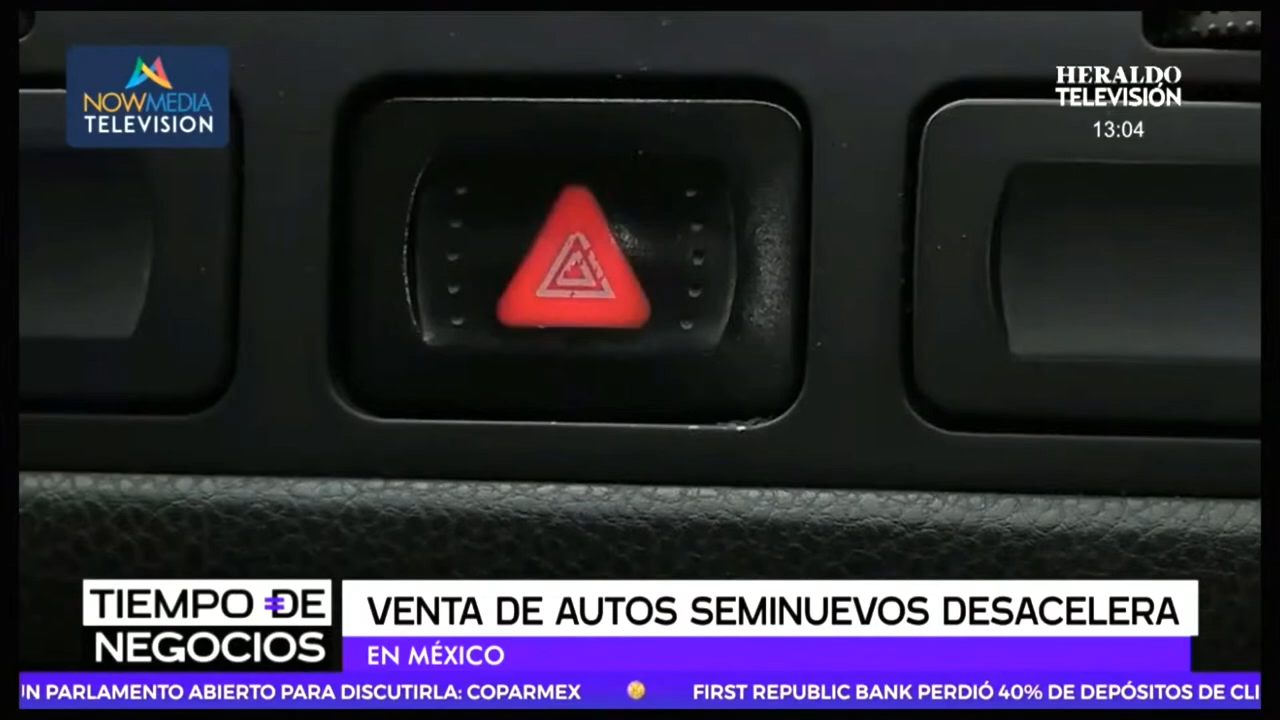 NOWMEDIA
TELEVISION
HERALDO
TELEVISIÓN
13:04
TIEMPO DE
NEGOCIOS
VENTA DE AUTOS SEMINUEVOS DESACELERA
EN MÉXICO
PARLAMENTO ABIERTO PARA DISCUTIRLA: COPARMEX
FIRST REPUBLIC BANK PERDIÓ 40% DE DEPÓSITOS DE